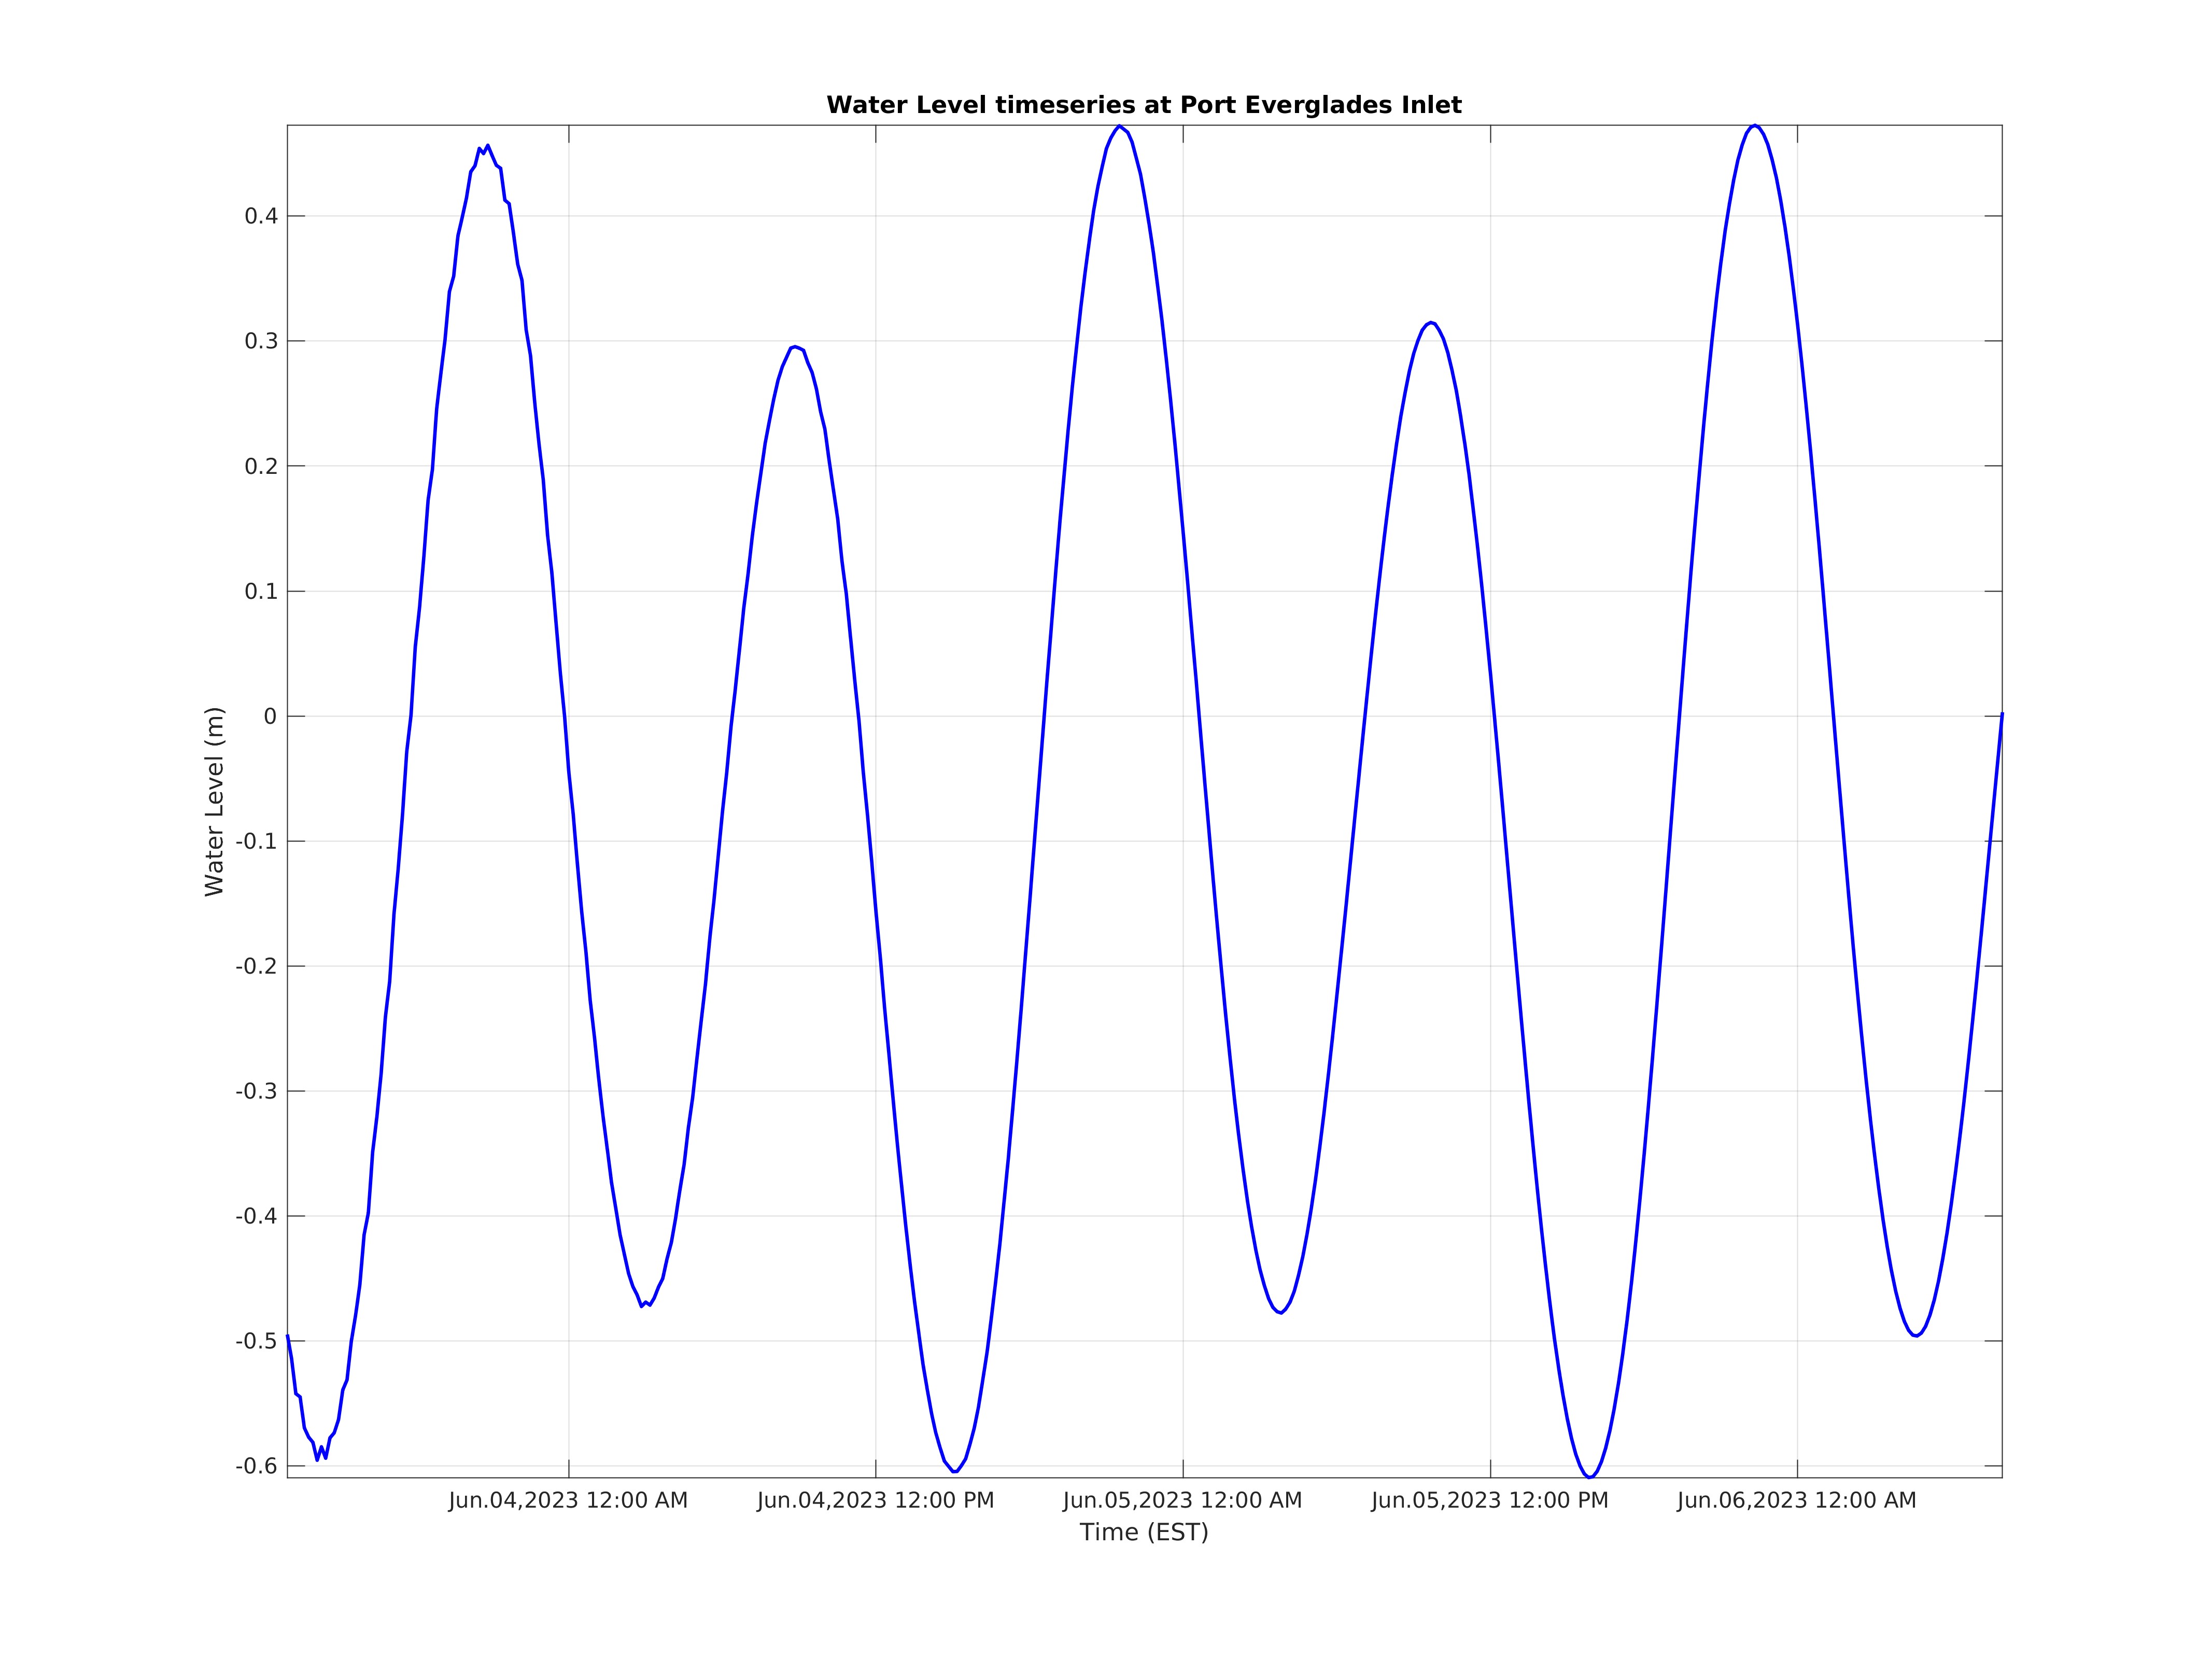 Water Level timeseries at Port Everglades Inlet
0.4
0.3
0.2
0.1
0
-0.1
-0.2
-0.3
-0.4
-0.5
-0.6
Water Level (m)
Jun.04,2023 12:00 AM
Jun.04,2023 12:00 PM
Jun.05,2023 12:00 AM
Jun.05,2023 12:00 PM
Jun.06,2023 12:00 AM
Time (EST)